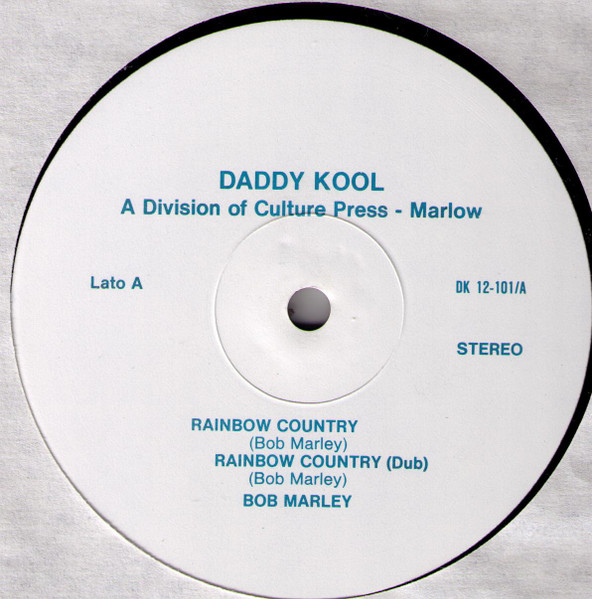 DADDY KOOL
A Division of Culture Press - Marlow
Lato A
DK 12-101/A
STEREO
RAINBOW COUNTRY
(Bob Marley)
RAINBOW COUNTRY (Dub)
(Bob Marley)
BOB MARLEY